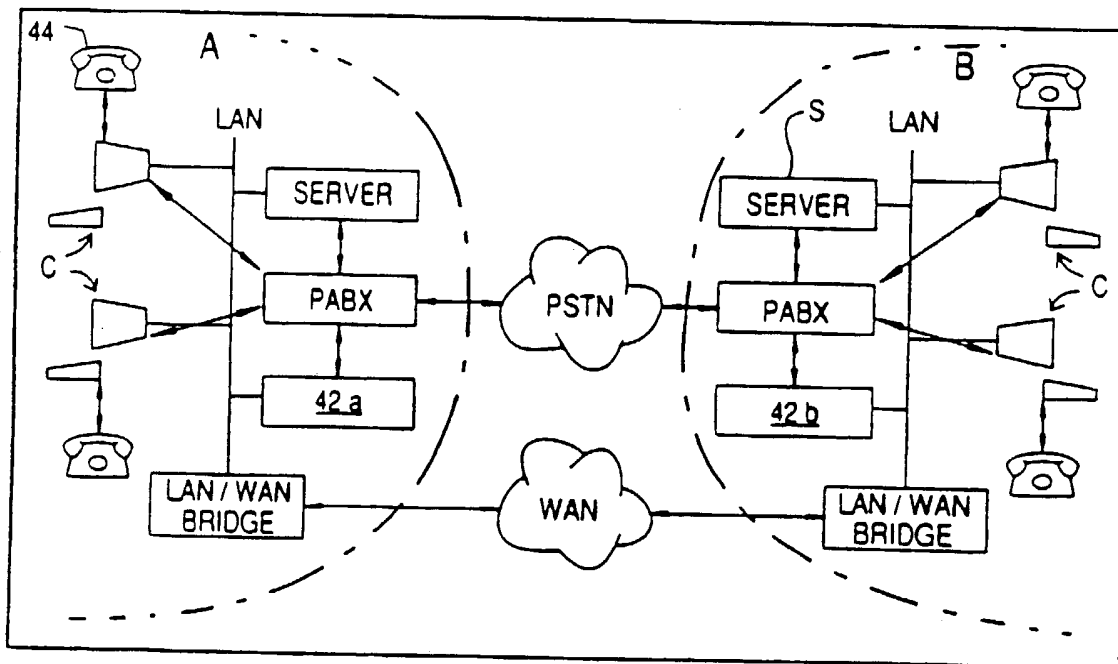 44
A
B
LAN
S
LAN
SERVER
SERVER
C
C
PABX
PSTN
PABX
42 a
42 b
LAN / WAN
BRIDGE
WAN
LAN / WAN
BRIDGE